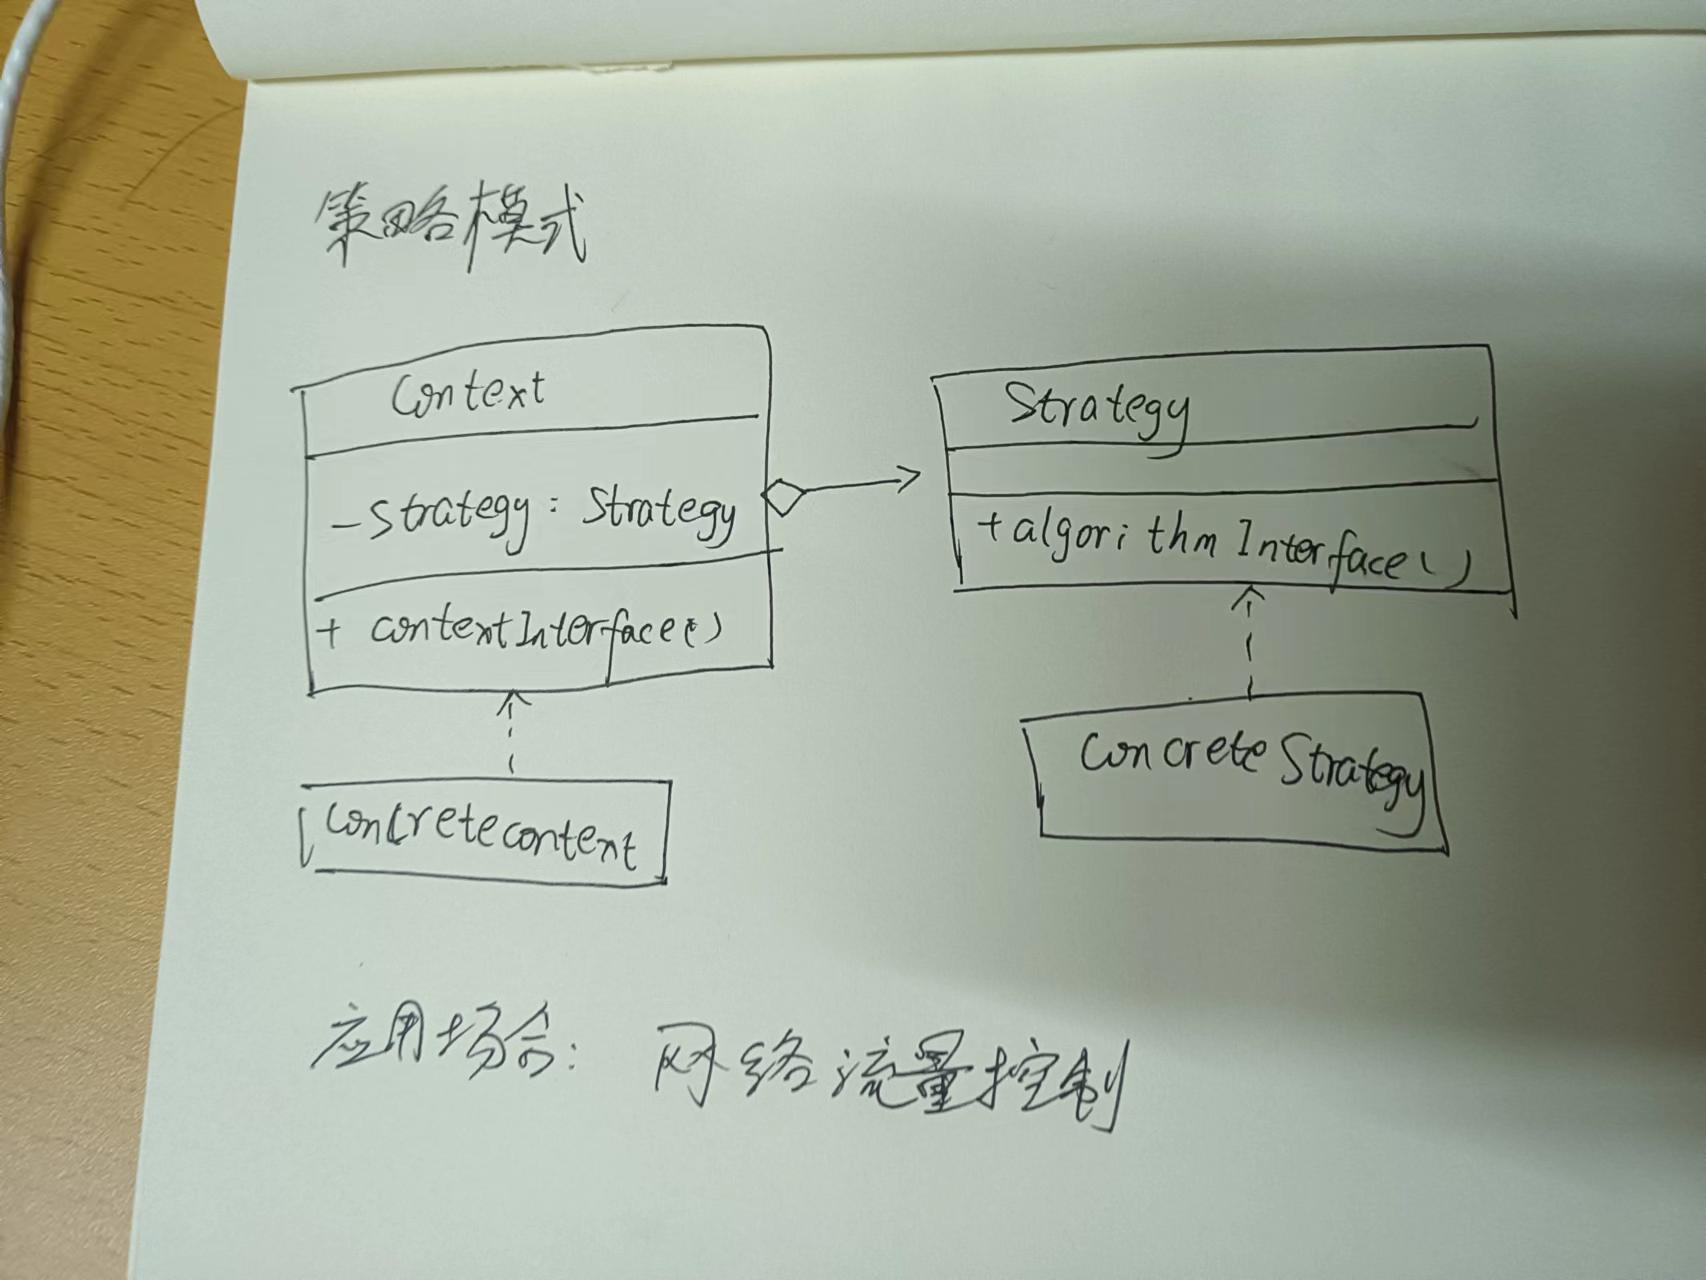 策略模式
Context
- strategy : Strategy
+ contextInterface()
Concretecontext
Strategy
+ algorithmInterface()
ConcreteStrategy
应用场合: 网络流量控制